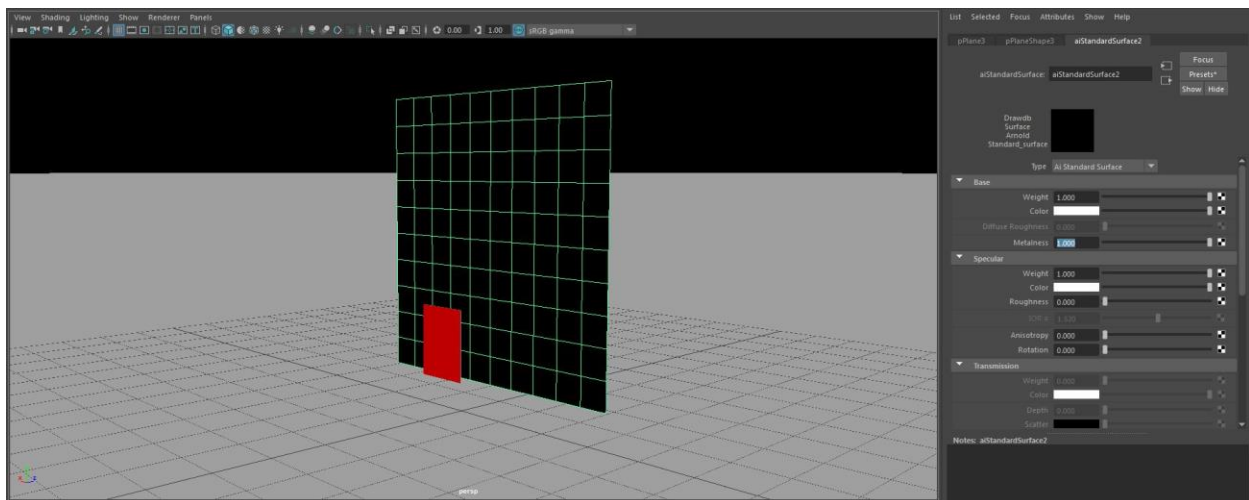 View Shading Lighting Show Renderer Panels
0.00 1.00 sRGB gamma
persp
List Selected Focus Attributes Show Help
pPlane3 pPlaneShape3 aiStandardSurface2
Focus
aiStandardSurface: aiStandardSurface2 Presets*
Show Hide
Drawdb
Surface
Arnold
Standard_surface
Type Ai Standard Surface
Base
Weight 1.000
Color
Diffuse Roughness 0.000
Metalness 1.000
Specular
Weight 1.000
Color
Roughness 0.000
IOR
Anisotropy 0.000
Rotation 0.000
Transmission
Weight 0.000
Color
Depth 0.000
Scatter
Notes: aiStandardSurface2